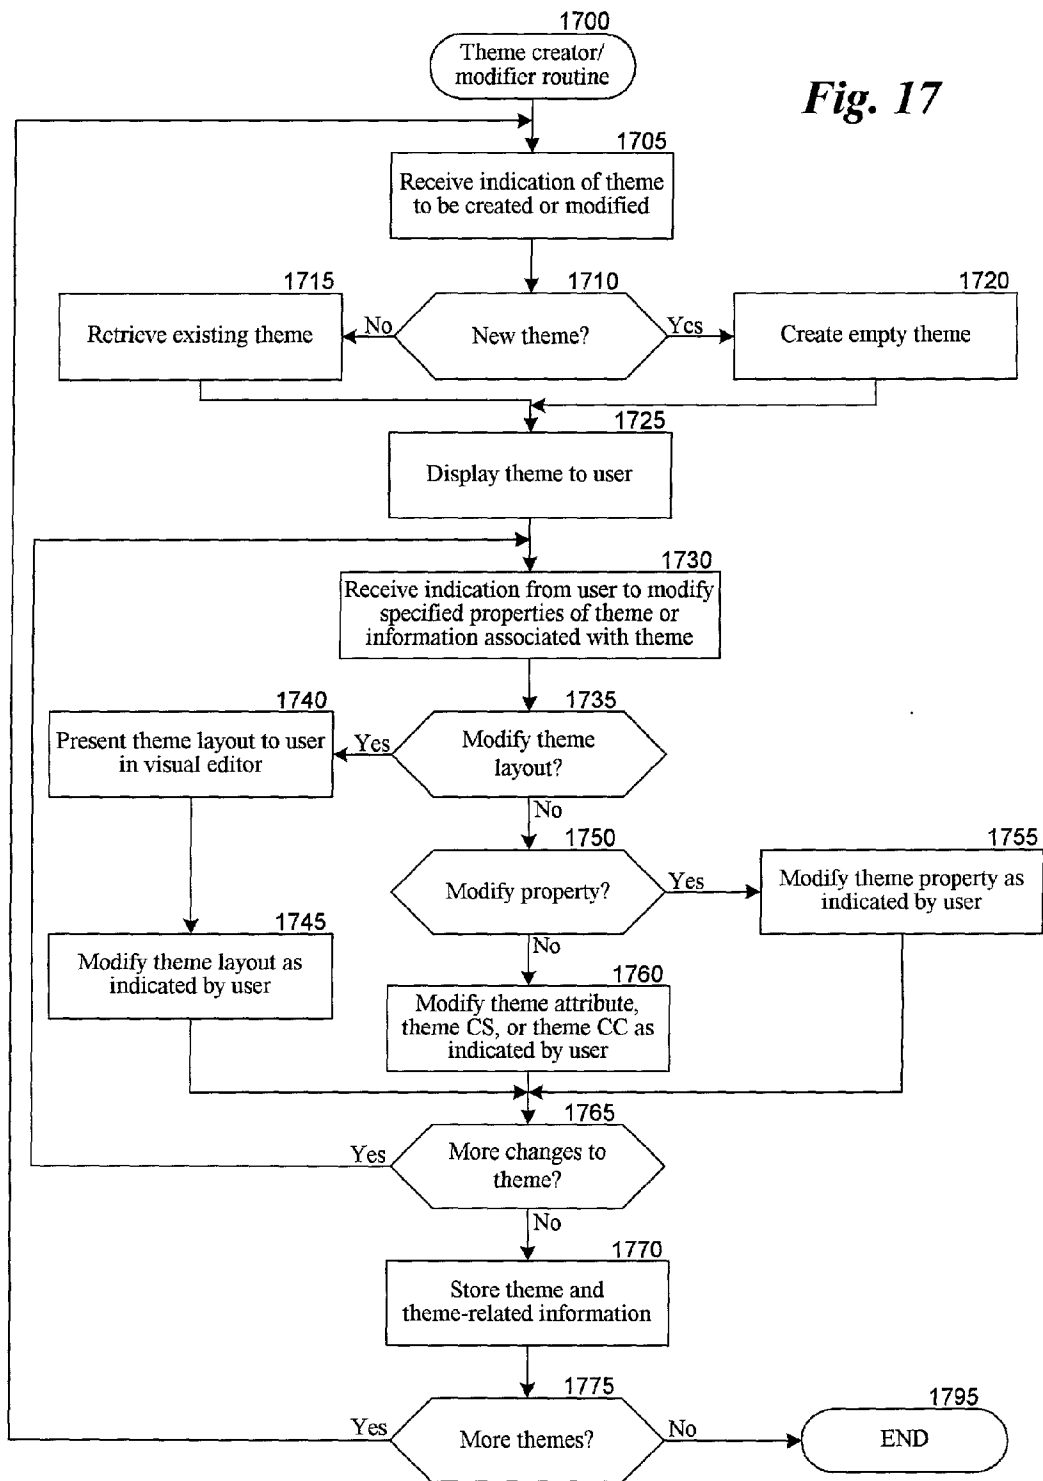 1700
Theme creator/
modifier routine
Fig. 17
1705
Receive indication of theme
to be created or modified
1715
1710
1720
Retrieve existing theme
No
New theme?
Yes
Create empty theme
1725
Display theme to user
1730
Receive indication from user to modify
specified properties of theme or
information associated with theme
1740
1735
Present theme layout to user
in visual editor
Yes
Modify theme
layout?
No
1750
1755
Modify property?
Yes
Modify theme property as
indicated by user
1745
No
Modify theme layout as
indicated by user
1760
Modify theme attribute,
theme CS, or theme CC as
indicated by user
1765
Yes
More changes to
theme?
No
1770
Store theme and
theme-related information
1775
1795
Yes
More themes?
No
END